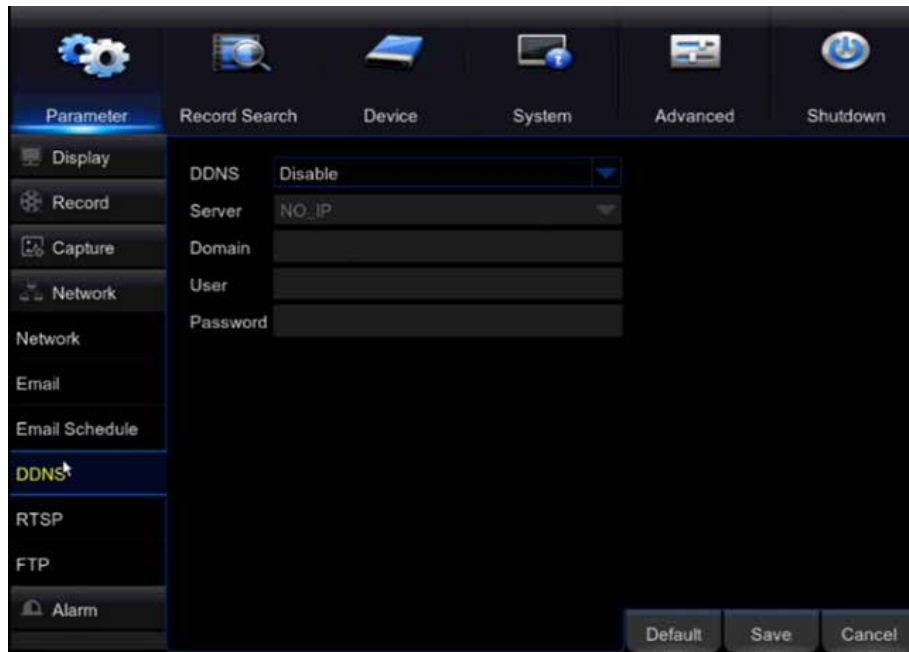 Parameter Record Search Device System Advanced Shutdown
Display
Record
Capture
Network
Network
Email
Email Schedule
DDNS
RTSP
FTP
Alarm
DDNS Disable
Server NO_IP
Domain
User
Password
Default Save Cancel